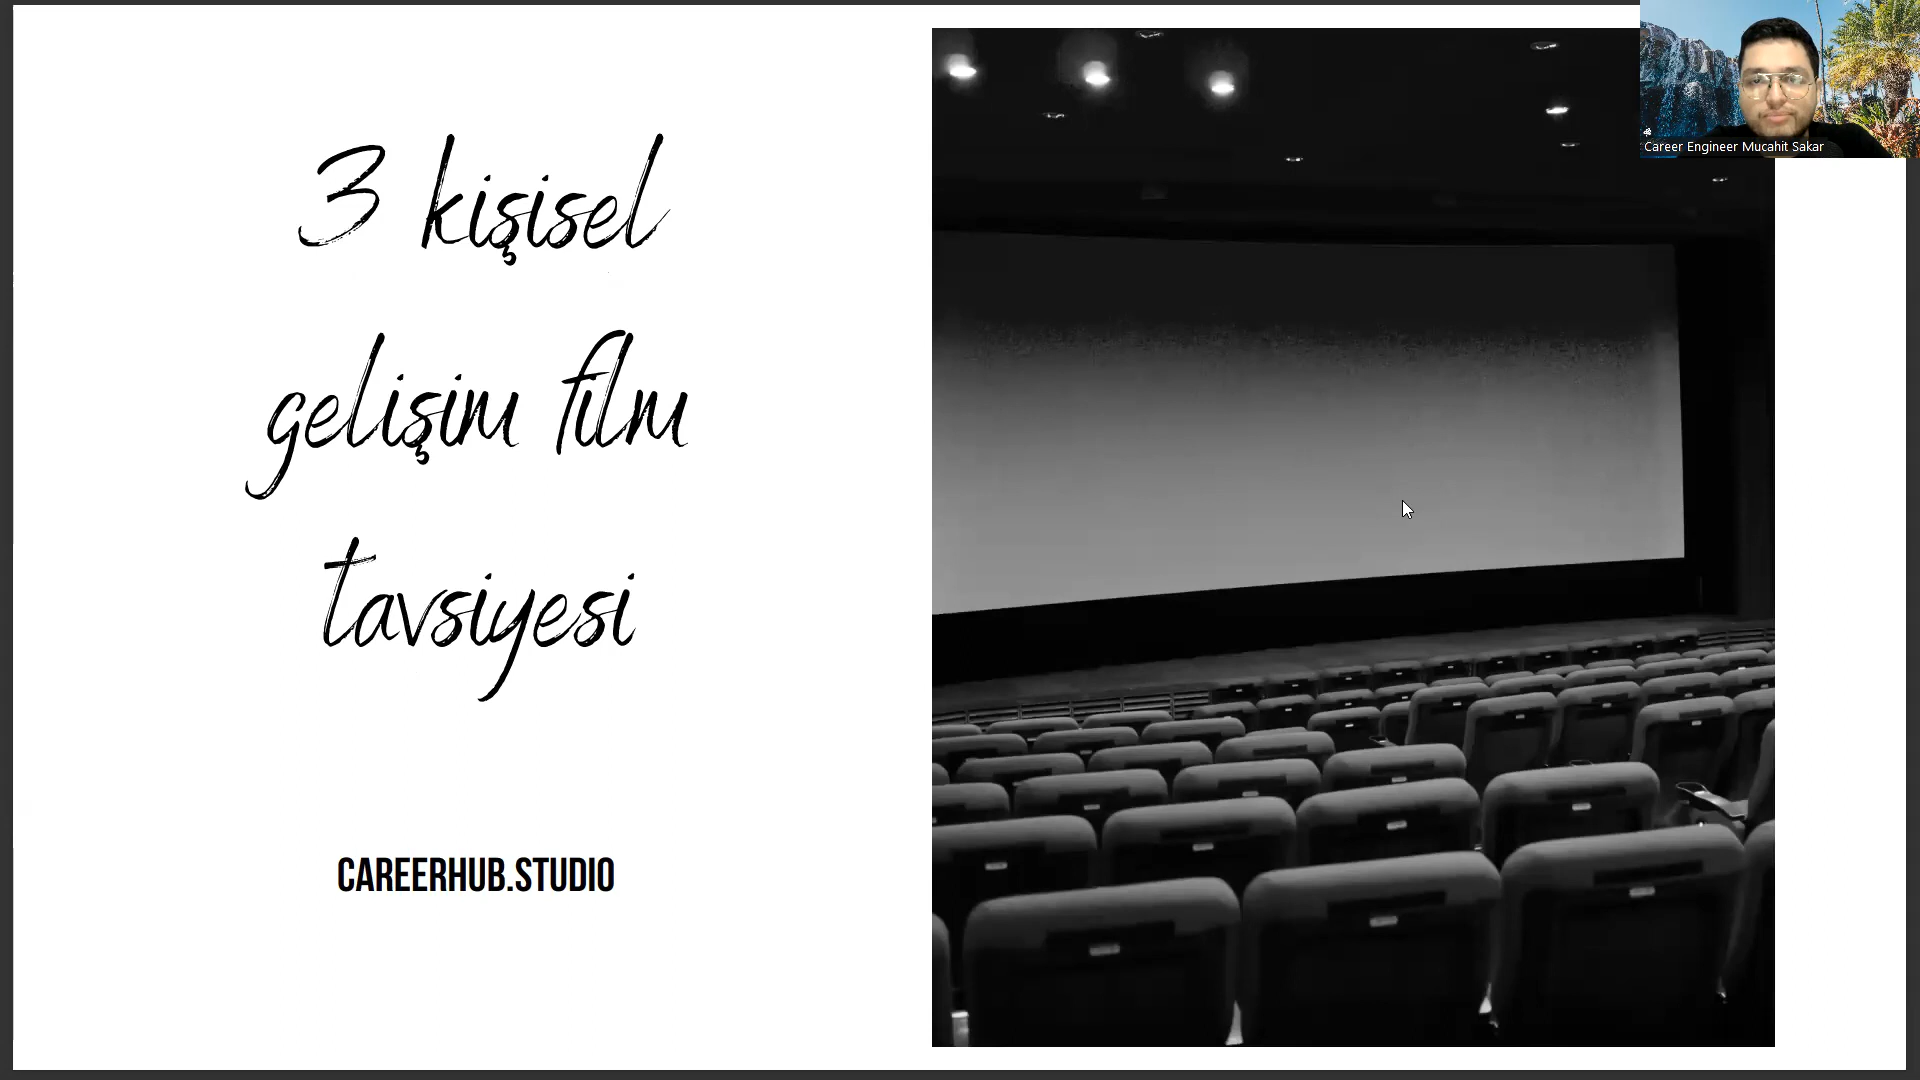 3 kişisel
gelişim film
tavsiyesi
CAREERHUB.STUDIO
Career Engineer Mucahit Sakar